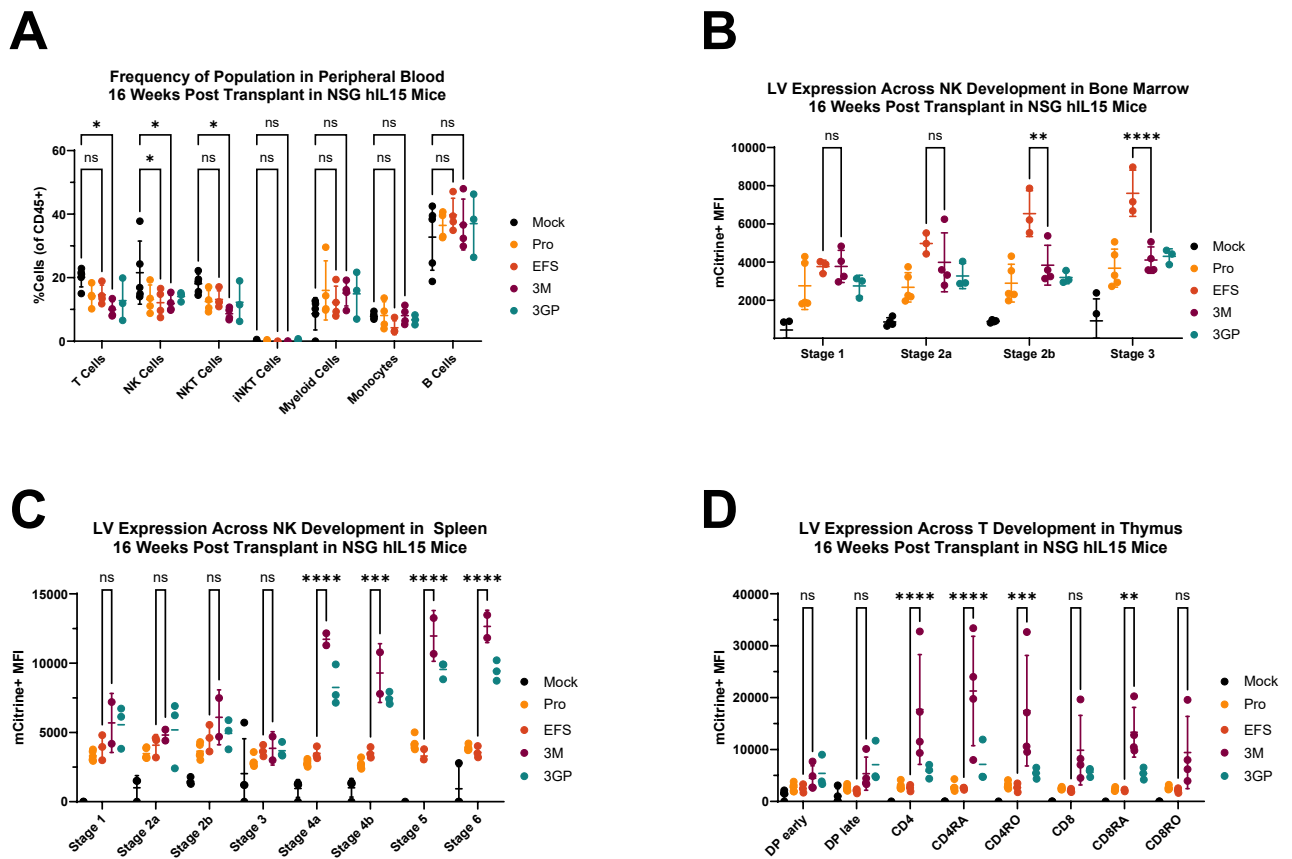 A
Frequency of Population in Peripheral Blood
16 Weeks Post Transplant in NSG hIL15 Mice
* * * ns ns ns ns
ns * ns ns ns
60
40
20
0
%Cells (of CD45+)
T Cells
NK Cells
NKT Cells
iNKT Cells
Myeloid Cells
Monocytes
B Cells
Mock
Pro
EFS
3M
3GP
B
LV Expression Across NK Development in Bone Marrow
16 Weeks Post Transplant in NSG hIL15 Mice
ns ns ** ****
10000
8000
6000
4000
2000
mCitrine+ MFI
Stage 1 Stage 2a Stage 2b Stage 3
Mock
Pro
EFS
3M
3GP
C
LV Expression Across NK Development in Spleen
16 Weeks Post Transplant in NSG hIL15 Mice
ns ns ns ns **** *** **** ****
15000
10000
5000
0
mCitrine+ MFI
Stage 1
Stage 2a
Stage 2b
Stage 3
Stage 4a
Stage 4b
Stage 5
Stage 6
Mock
Pro
EFS
3M
3GP
D
LV Expression Across T Development in Thymus
16 Weeks Post Transplant in NSG hIL15 Mice
ns ns **** **** *** ns ** ns
40000
30000
20000
10000
0
mCitrine+ MFI
DP early
DP late
CD4
CD4RA
CD4RO
CD8
CD8RA
CD8RO
Mock
Pro
EFS
3M
3GP